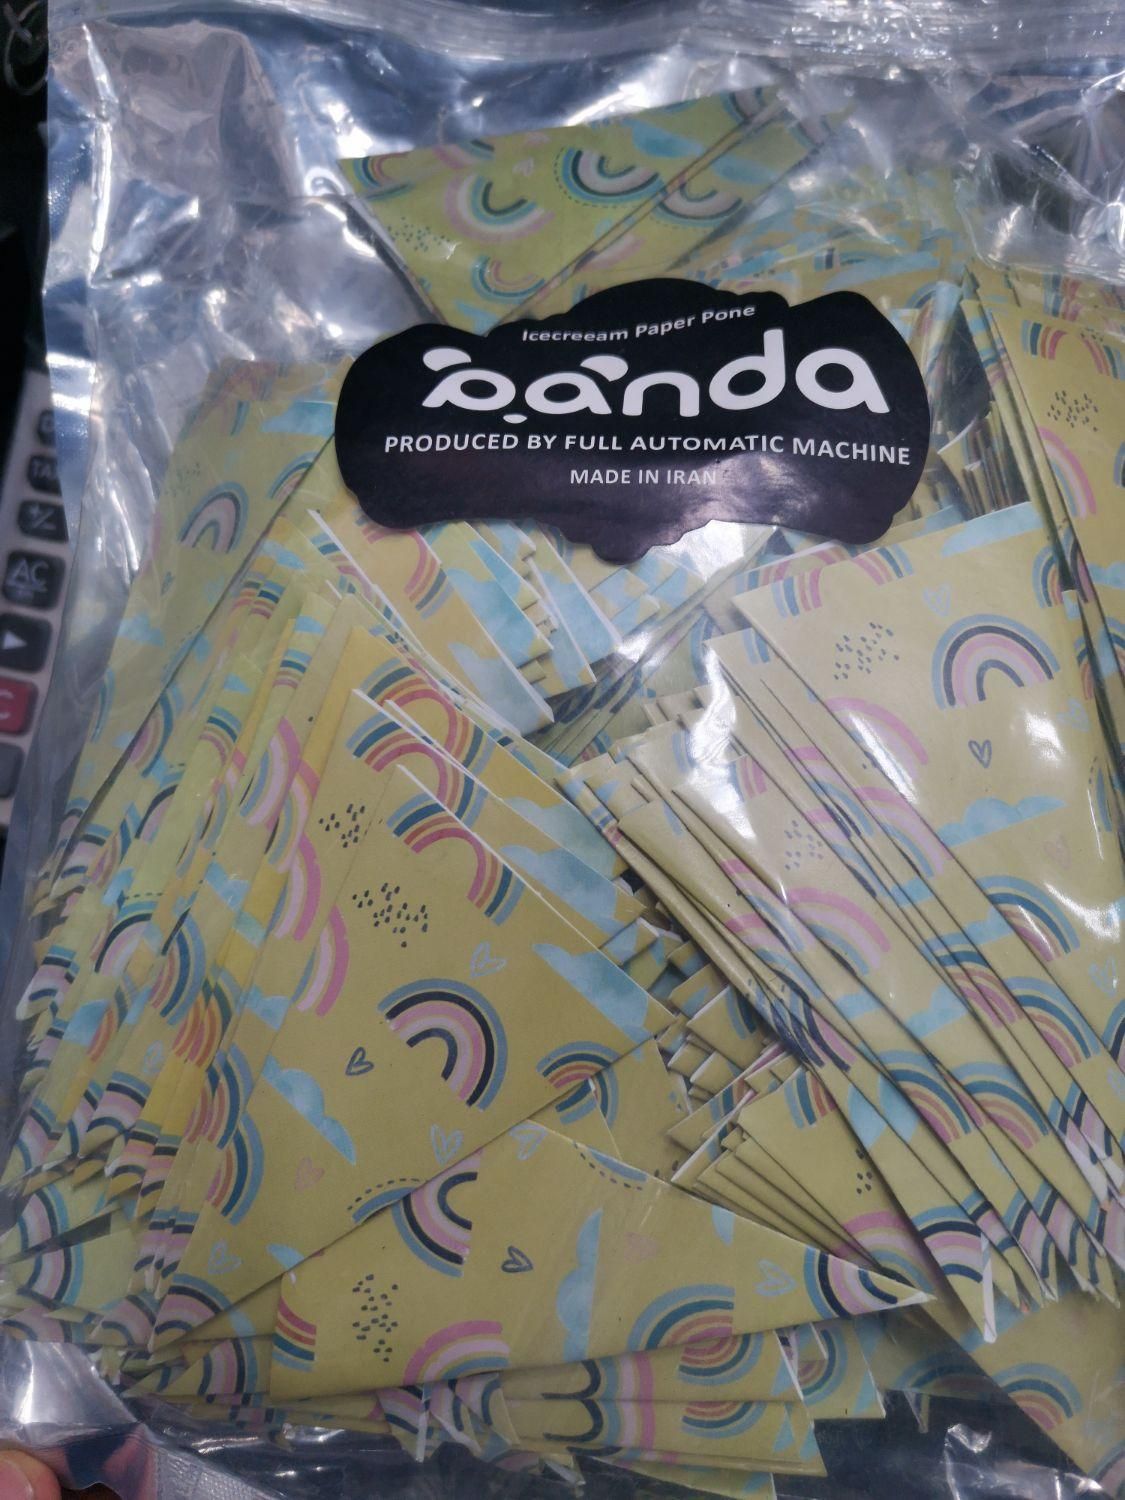 Icecreeam Paper Pone
panda
PRODUCED BY FULL AUTOMATIC MACHINE
MADE IN IRAN
AC